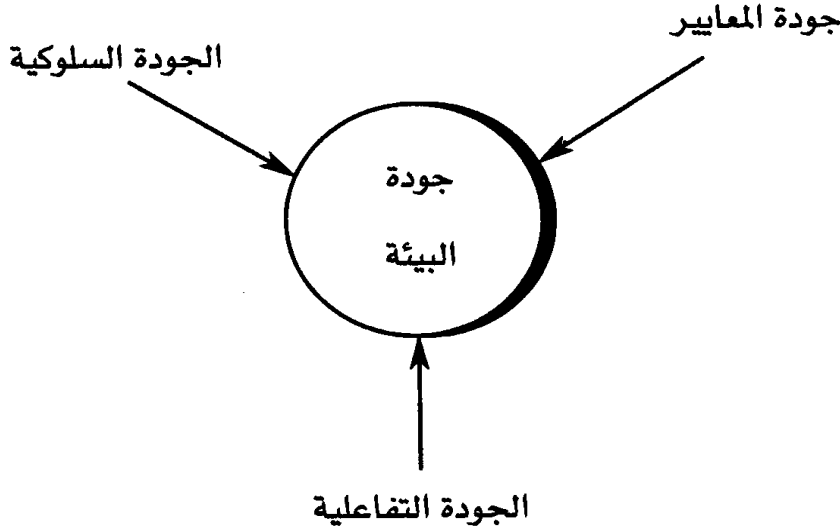 جودة المعايير
الجودة السلوكية
جودة
البيئة
الجودة التفاعلية